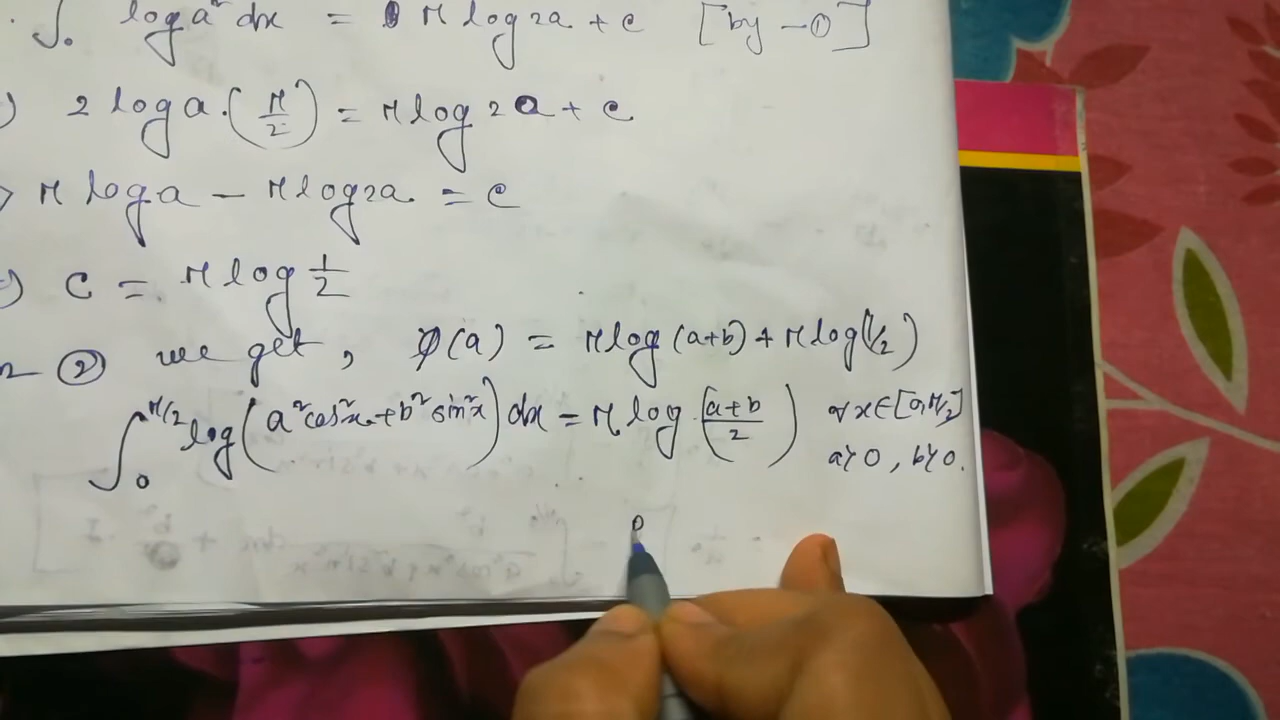 ∫₀ log a² dx = π log 2a + c [by — ①]
2 log a · (π/2) = π log 2a + c
π log a − π log 2a = c
⇒) c = π log 1/2
② we get, φ(a) = π log (a+b) + π log (1/2)
∫₀^π/2 log (a² cos² x + b² sin² x) dx = π log (a+b/2) ∀ x ∈ [0, π/2]
a > 0, b > 0.
P